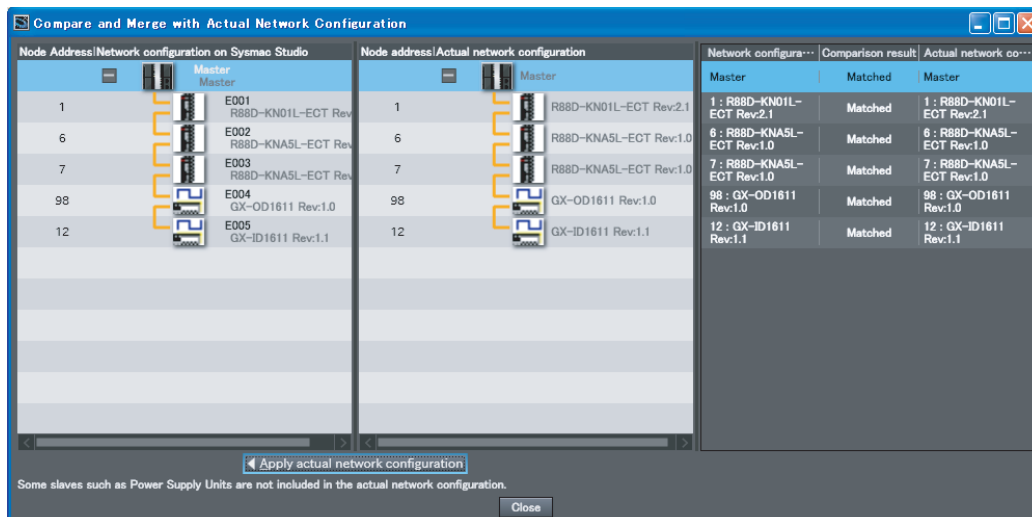 Compare and Merge with Actual Network Configuration
Node Address|Network configuration on Sysmac Studio
Master
Master
1
E001
R88D-KN01L-ECT Rev
6
E002
R88D-KNA5L-ECT Rev
7
E003
R88D-KNA5L-ECT Rev
98
E004
GX-OD1611 Rev:1.0
12
E005
GX-ID1611 Rev:1.1
Node address|Actual network configuration
Master
1
R88D-KN01L-ECT Rev:2.1
6
R88D-KNA5L-ECT Rev:1.0
7
R88D-KNA5L-ECT Rev:1.0
98
GX-OD1611 Rev:1.0
12
GX-ID1611 Rev:1.1
Network configura… | Comparison result | Actual network co…
Master Matched Master
1 : R88D-KN01L- 1 : R88D-KN01L-
Matched
ECT Rev:2.1 ECT Rev:2.1
6 : R88D-KNA5L- 6 : R88D-KNA5L-
Matched
ECT Rev:1.0 ECT Rev:1.0
7 : R88D-KNA5L- 7 : R88D-KNA5L-
Matched
ECT Rev:1.0 ECT Rev:1.0
98 : GX-OD1611 98 : GX-OD1611
Matched
Rev:1.0 Rev:1.0
12 : GX-ID1611 12 : GX-ID1611
Matched
Rev:1.1 Rev:1.1
Apply actual network configuration
Some slaves such as Power Supply Units are not included in the actual network configuration.
Close